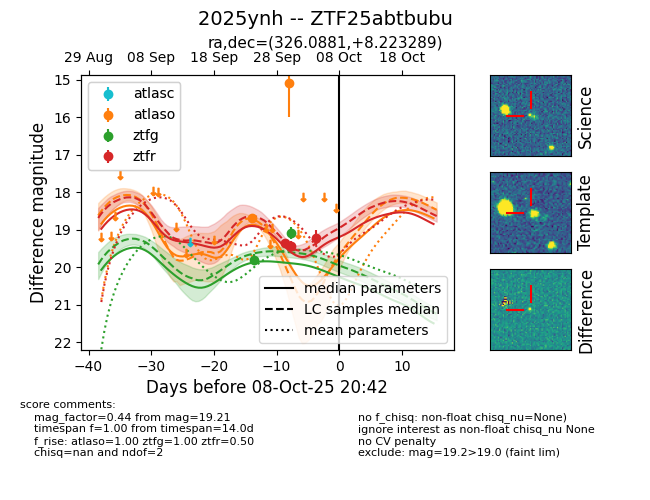 2025ynh -- ZTF25abtbubu
ra,dec=(326.0881,+8.223289)
29 Aug 08 Sep 18 Sep 28 Sep 08 Oct 18 Oct
atlasc
atlaso
ztfg
ztfr
15
16
17
18
19
20
21
22
Difference magnitude
median parameters
LC samples median
mean parameters
−40 −30 −20 −10 0 10
Days before 08-Oct-25 20:42
Science
Template
Difference
score comments:
mag_factor=0.44 from mag=19.21
timespan f=1.00 from timespan=14.0d
f_rise: atlaso=1.00 ztfg=1.00 ztfr=0.50
chisq=nan and ndof=2
no f_chisq: non-float chisq_nu=None)
ignore interest as non-float chisq_nu None
no CV penalty
exclude: mag=19.2>19.0 (faint lim)